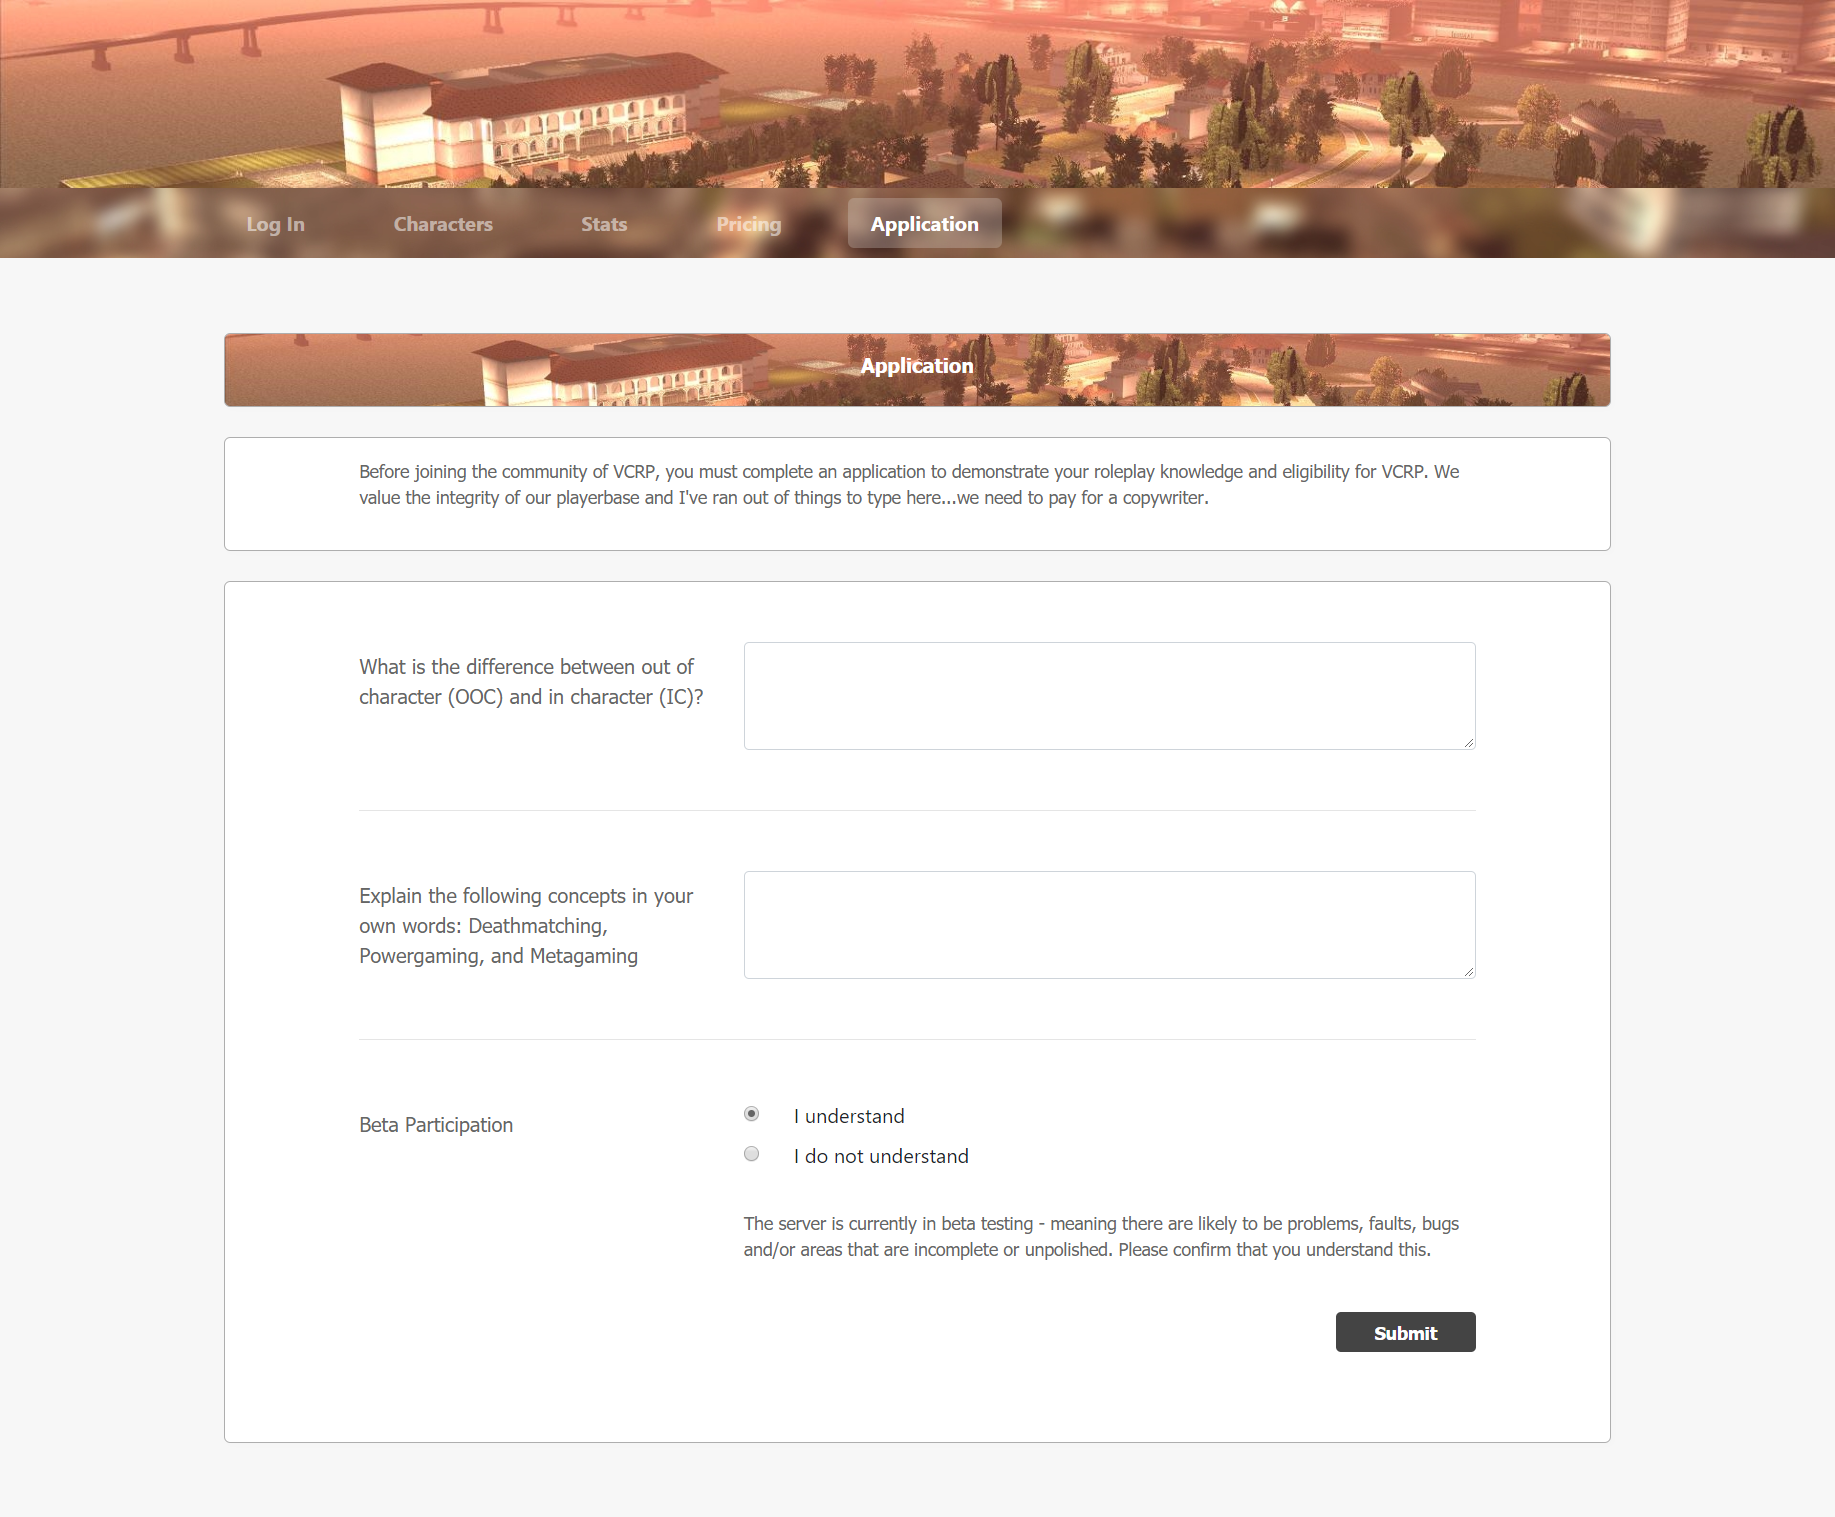 Log In
Characters
Stats
Pricing
Application
Application
Before joining the community of VCRP, you must complete an application to demonstrate your roleplay knowledge and eligibility for VCRP. We
value the integrity of our playerbase and I've ran out of things to type here...we need to pay for a copywriter.
What is the difference between out of
character (OOC) and in character (IC)?
Explain the following concepts in your
own words: Deathmatching,
Powergaming, and Metagaming
Beta Participation
I understand
I do not understand
The server is currently in beta testing - meaning there are likely to be problems, faults, bugs
and/or areas that are incomplete or unpolished. Please confirm that you understand this.
Submit